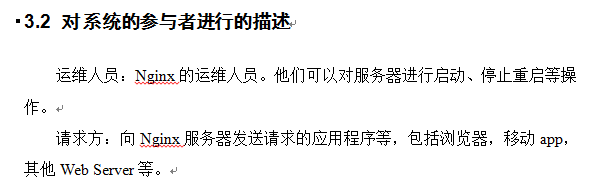 3.2 对系统的参与者进行的描述
运维人员：Nginx 的运维人员。他们可以对服务器进行启动、停止重启等操
作。
请求方：向 Nginx 服务器发送请求的应用程序等，包括浏览器，移动 app，
其他 Web Server 等。